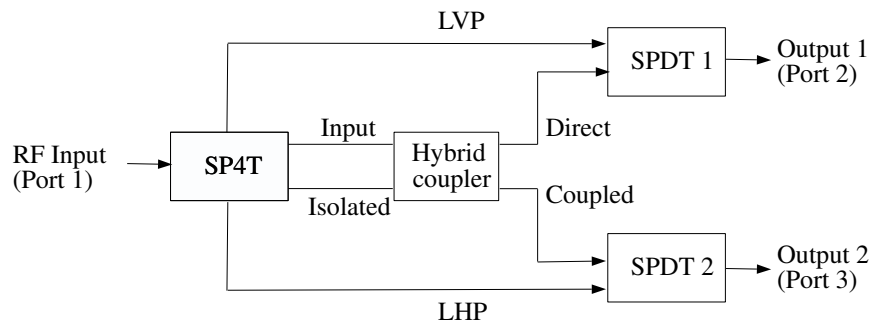 LVP
SPDT 1
Output 1
(Port 2)
Input
Direct
RF Input
(Port 1)
SP4T
Hybrid
coupler
Isolated
Coupled
SPDT 2
Output 2
(Port 3)
LHP